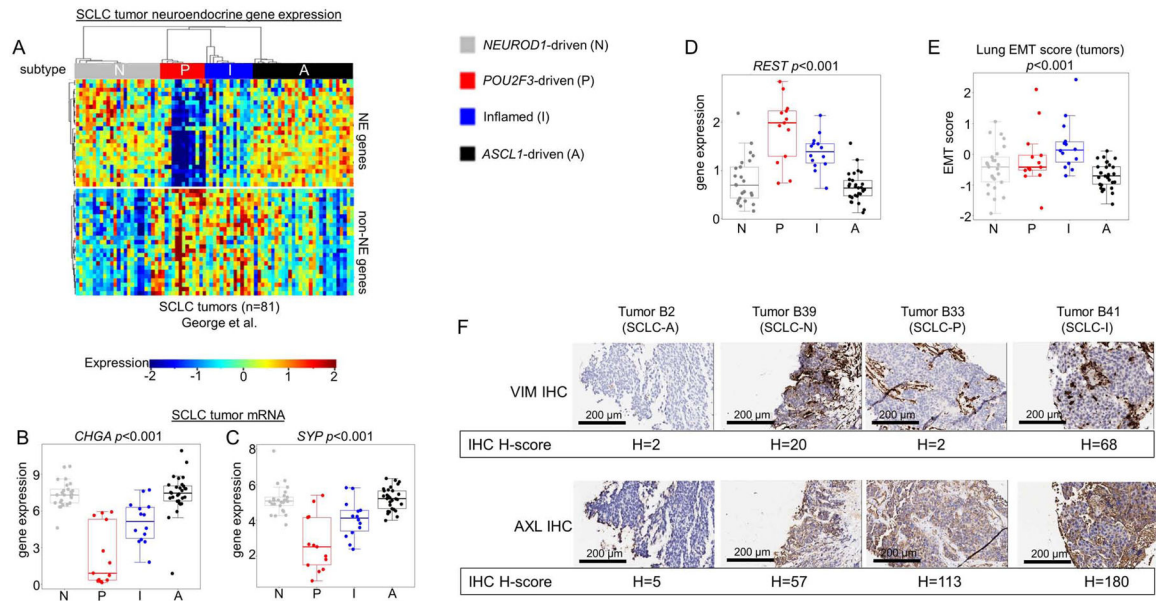 SCLC tumor neuroendocrine gene expression
A
subtype
N P I A
NE genes
non-NE genes
SCLC tumors (n=81)
George et al.
Expression
-2 -1 0 1 2
NEUROD1-driven (N)
POU2F3-driven (P)
Inflamed (I)
ASCL1-driven (A)
SCLC tumor mRNA
B
CHGA p<0.001
gene expression
9
6
3
0
N P I A
C
SYP p<0.001
gene expression
8
6
4
2
N P I A
D
REST p<0.001
gene expression
2
1
0
N P I A
E
Lung EMT score (tumors)
p<0.001
EMT score
2
1
0
-1
-2
N P I A
F
Tumor B2 Tumor B39 Tumor B33 Tumor B41
(SCLC-A) (SCLC-N) (SCLC-P) (SCLC-I)
VIM IHC
200 µm 200 µm 200 µm 200 µm
IHC H-score H=2 H=20 H=2 H=68
AXL IHC
200 µm 200 µm 200 µm 200 µm
IHC H-score H=5 H=57 H=113 H=180